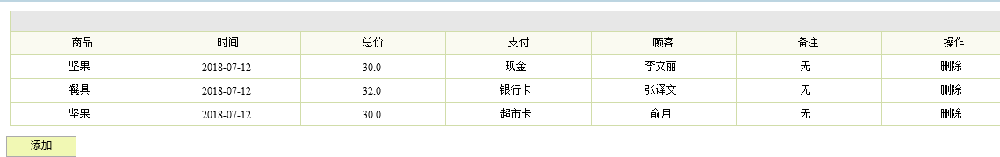 商品 时间 总价 支付 顾客 备注 操作
坚果 2018-07-12 30.0 现金 李文丽 无 删除
餐具 2018-07-12 32.0 银行卡 张译文 无 删除
坚果 2018-07-12 30.0 超市卡 俞月 无 删除
添加